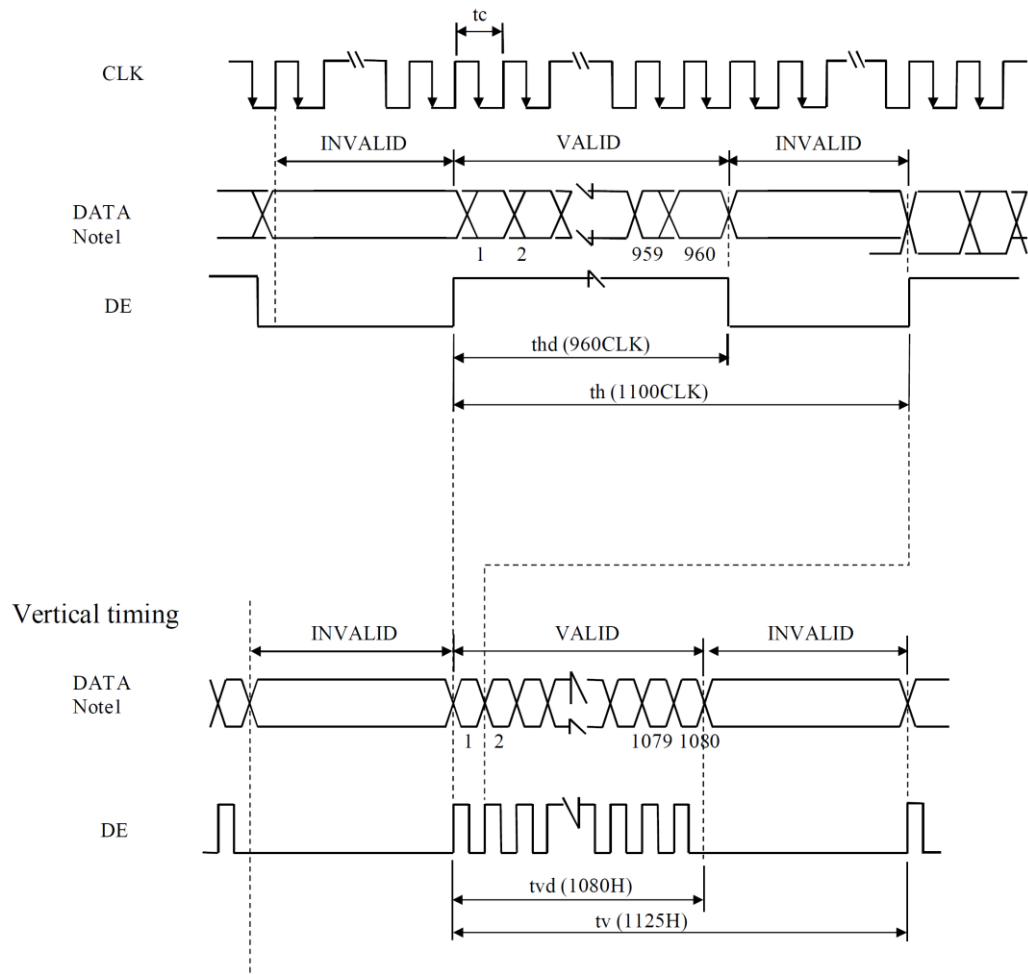 tc
CLK
INVALID VALID INVALID
DATA
Note1
1 2 959 960
DE
thd (960CLK)
th (1100CLK)
Vertical timing
INVALID VALID INVALID
DATA
Note1
1 2 1079 1080
DE
tvd (1080H)
tv (1125H)